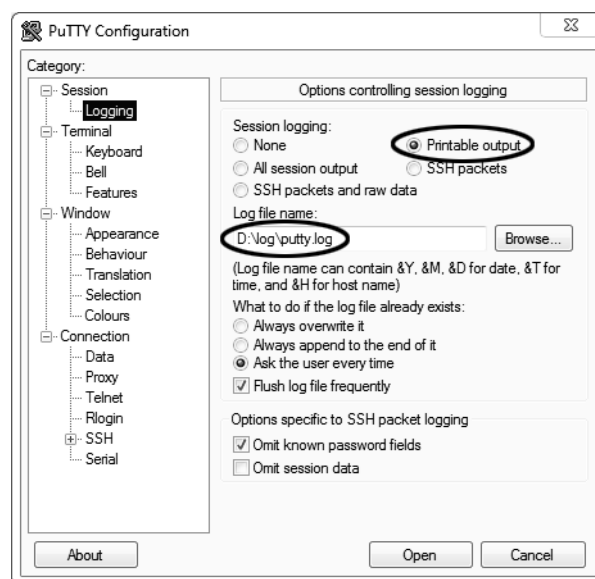 PuTTY Configuration
Category:
Session
Logging
Terminal
Keyboard
Bell
Features
Window
Appearance
Behaviour
Translation
Selection
Colours
Connection
Data
Proxy
Telnet
Rlogin
SSH
Serial
Options controlling session logging
Session logging:
None
Printable output
All session output
SSH packets
SSH packets and raw data
Log file name:
D:\log\putty.log
Browse...
(Log file name can contain &Y, &M, &D for date, &T for
time, and &H for host name)
What to do if the log file already exists:
Always overwrite it
Always append to the end of it
Ask the user every time
Flush log file frequently
Options specific to SSH packet logging
Omit known password fields
Omit session data
About
Open
Cancel